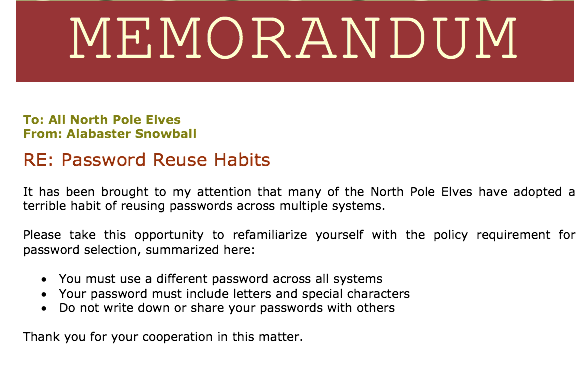 MEMORANDUM
To: All North Pole Elves
From: Alabaster Snowball
RE: Password Reuse Habits
It has been brought to my attention that many of the North Pole Elves have adopted a
terrible habit of reusing passwords across multiple systems.
Please take this opportunity to refamiliarize yourself with the policy requirement for
password selection, summarized here:
• You must use a different password across all systems
• Your password must include letters and special characters
• Do not write down or share your passwords with others
Thank you for your cooperation in this matter.